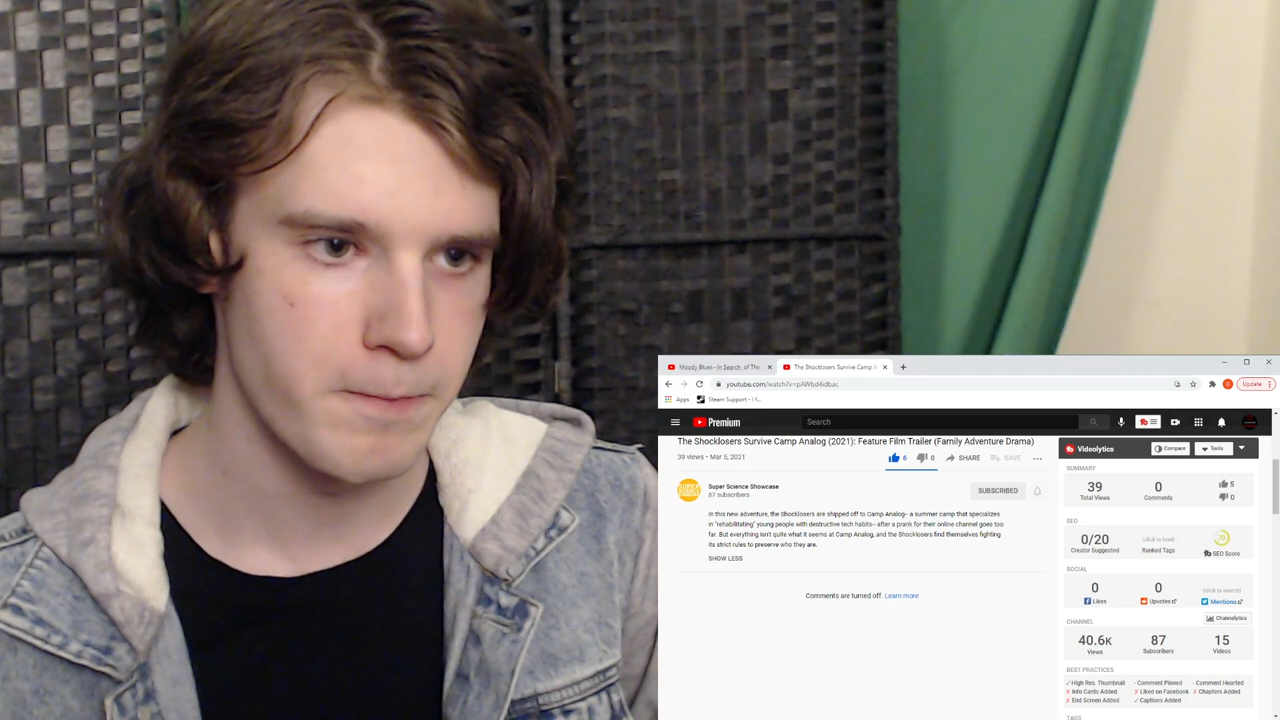 Moody Blues--In Search of The
The Shocklosers Survive Camp A
youtube.com/watch?v=pAWbd4idbac
Update
Apps
Steam Support - I f...
Premium
Search
The Shocklosers Survive Camp Analog (2021): Feature Film Trailer (Family Adventure Drama)
39 views • Mar 5, 2021
6
0
SHARE
SAVE
Super Science Showcase
87 subscribers
SUBSCRIBED
In this new adventure, the Shocklosers are shipped off to Camp Analog-- a summer camp that specializes
in "rehabilitating" young people with destructive tech habits-- after a prank for their online channel goes too
far. But everything isn't quite what it seems at Camp Analog, and the Shocklosers find themselves fighting
its strict rules to preserve who they are.
SHOW LESS
Comments are turned off. Learn more
Videolytics
Compare
Tools
SUMMARY
39
Total Views
0
Comments
5
0
SEO
0/20
Creator Suggested
(click to load)
Ranked Tags
70
SEO Score
SOCIAL
0
Likes
0
Upvotes
(click to search)
Mentions
CHANNEL
Channelytics
40.6K
Views
87
Subscribers
15
Videos
BEST PRACTICES
✓ High Res. Thumbnail
- Comment Pinned
- Comment Hearted
✗ Info Cards Added
✗ Liked on Facebook
✗ Chapters Added
✗ End Screen Added
✓ Captions Added
TAGS